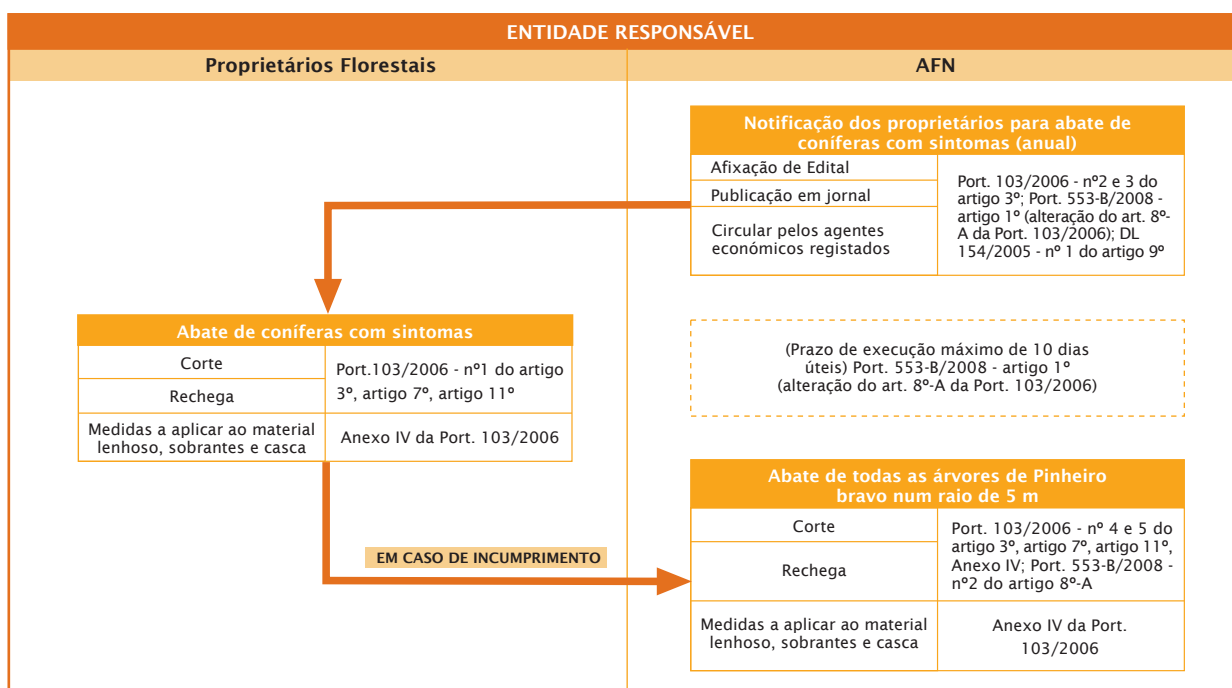 ENTIDADE RESPONSÁVEL
Proprietários Florestais
AFN
Notificação dos proprietários para abate de
coníferas com sintomas (anual)
Afixação de Edital
Publicação em jornal
Circular pelos agentes
económicos registados
Port. 103/2006 - nº2 e 3 do
artigo 3º; Port. 553-B/2008 -
artigo 1º (alteração do art. 8º-
A da Port. 103/2006); DL
154/2005 - nº 1 do artigo 9º
Abate de coníferas com sintomas
Corte
Rechega
Port.103/2006 - nº1 do artigo
3º, artigo 7º, artigo 11º
Medidas a aplicar ao material
lenhoso, sobrantes e casca
Anexo IV da Port. 103/2006
(Prazo de execução máximo de 10 dias
úteis) Port. 553-B/2008 - artigo 1º
(alteração do art. 8º-A da Port. 103/2006)
EM CASO DE INCUMPRIMENTO
Abate de todas as árvores de Pinheiro
bravo num raio de 5 m
Corte
Rechega
Port. 103/2006 - nº 4 e 5 do
artigo 3º, artigo 7º, artigo 11º,
Anexo IV; Port. 553-B/2008 -
nº2 do artigo 8º-A
Medidas a aplicar ao material
lenhoso, sobrantes e casca
Anexo IV da Port.
103/2006